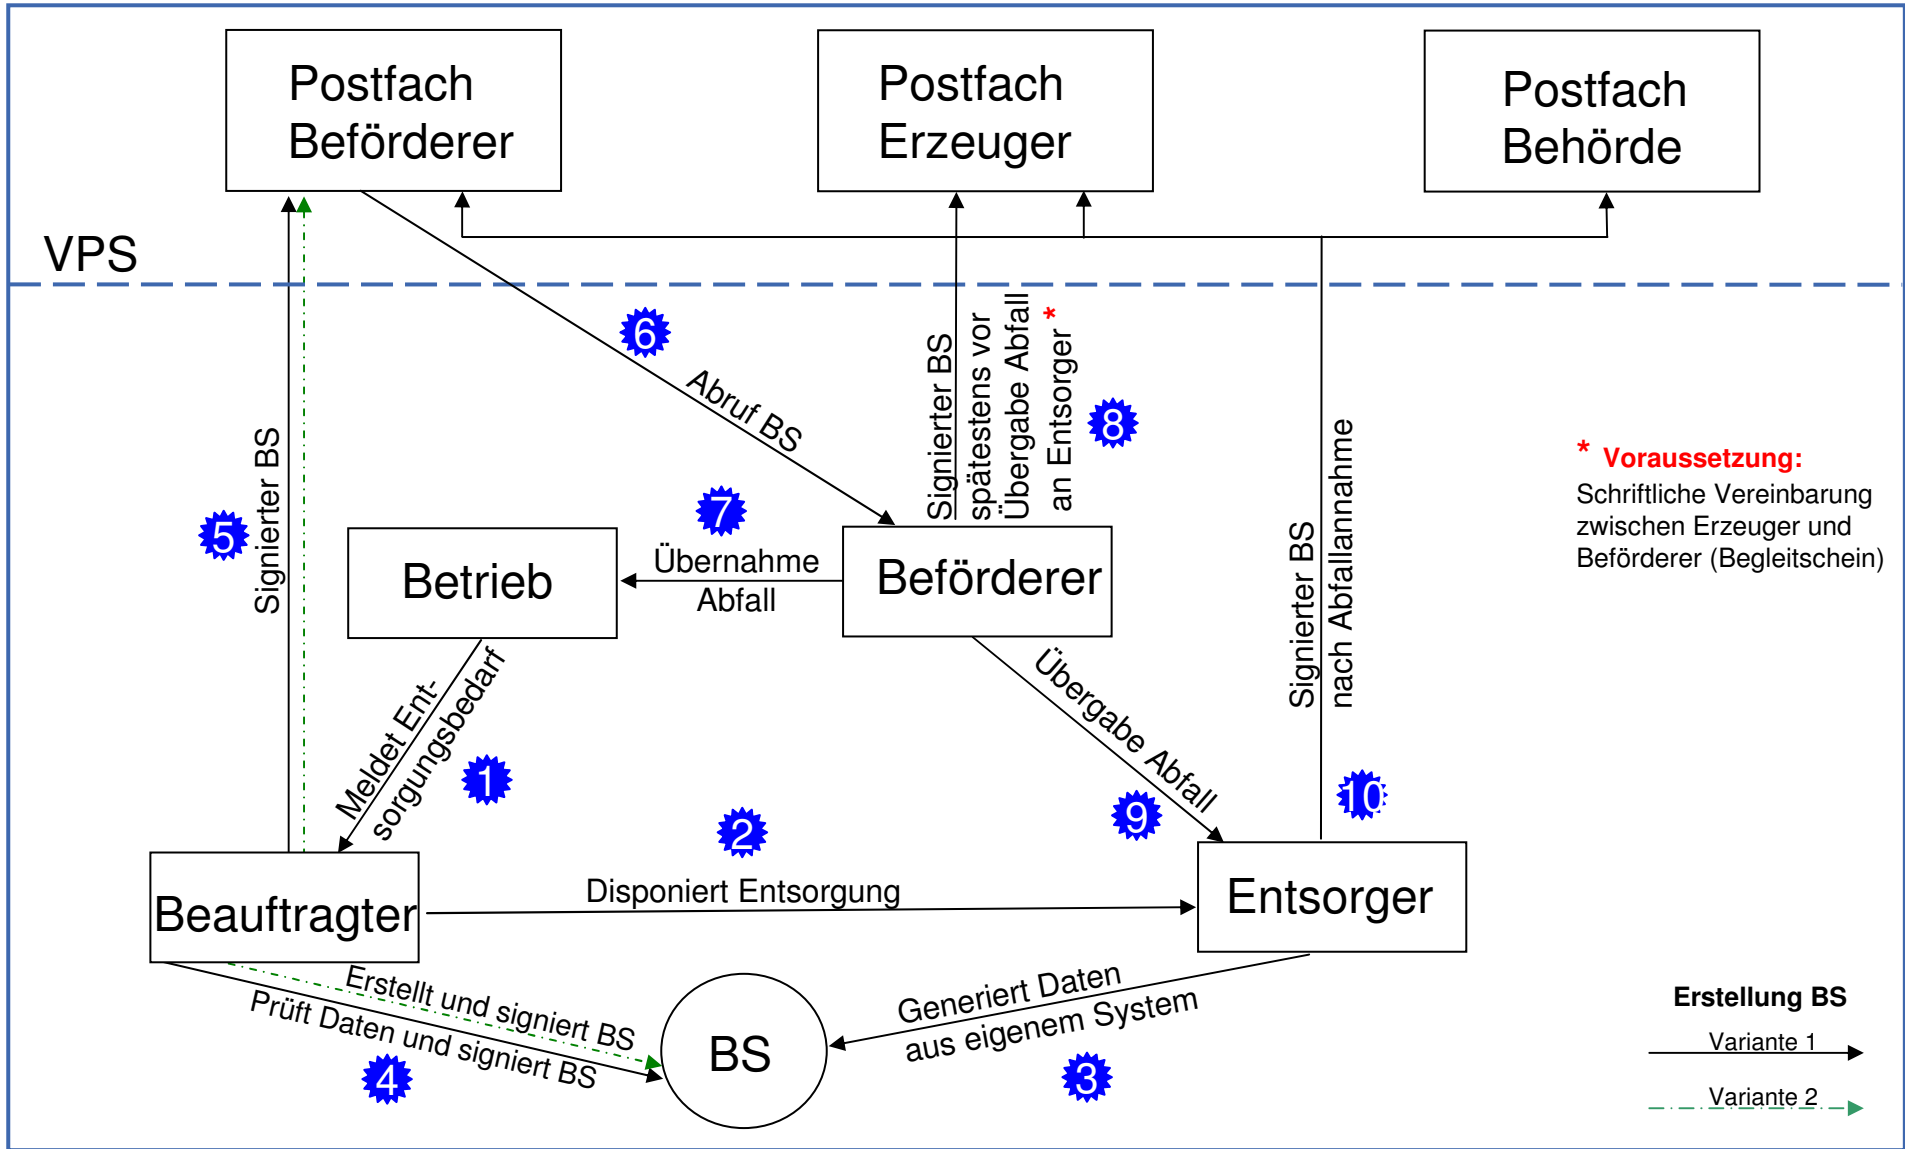 Postfach
Beförderer
Postfach
Erzeuger
Postfach
Behörde
VPS
6
Abruf BS
Signierter BS
spätestens vor
Übergabe Abfall
an Entsorger *
8
5
Signierter BS
7
Übernahme
Abfall
Betrieb
Beförderer
Signierter BS
nach Abfallannahme
* Voraussetzung:
Schriftliche Vereinbarung
zwischen Erzeuger und
Beförderer (Begleitschein)
Meldet Ent-
sorgungsbedarf
1
Übergabe Abfall
9
10
2
Disponiert Entsorgung
Beauftragter
Entsorger
Erstellt und signiert BS
Prüft Daten und signiert BS
4
BS
Generiert Daten
aus eigenem System
3
Erstellung BS
Variante 1
Variante 2